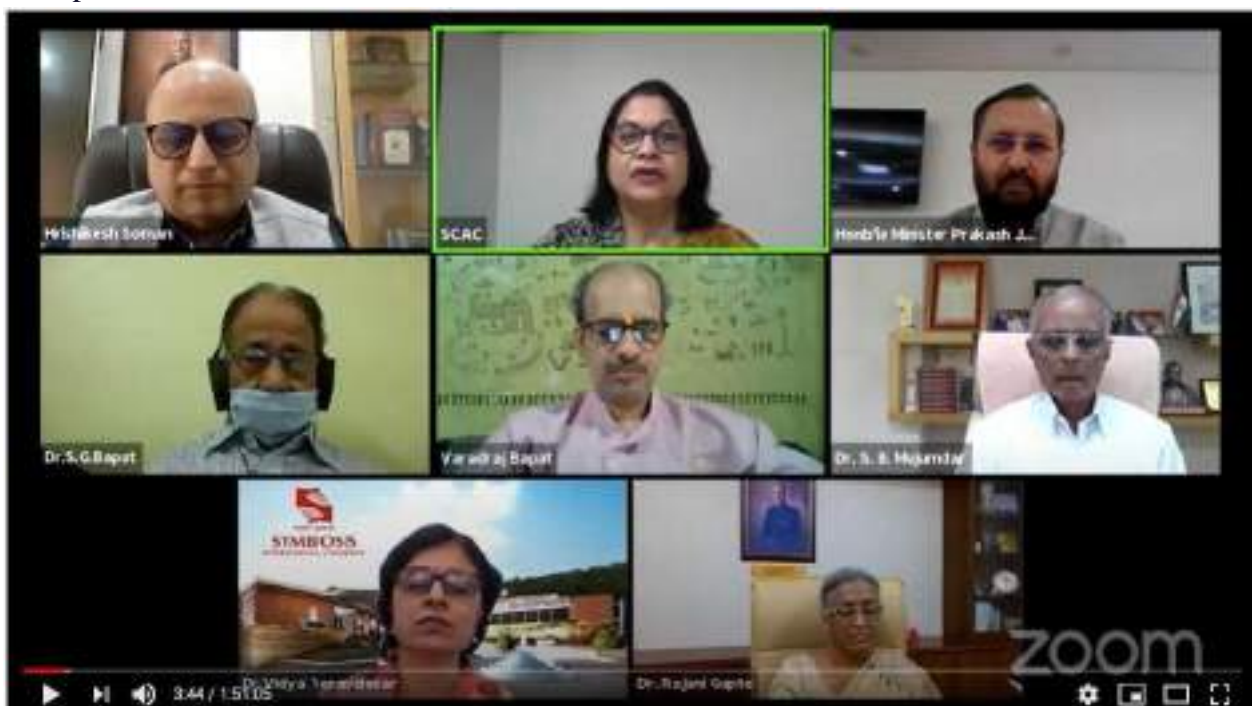 Hrishikesh Soman
SCAC
Hon'ble Minister Prakash J...
Dr.S.G.Bapat
Varadraj Bapat
Dr. S. B. Mujumdar
SYMBIOSIS
Dr.Vidya
Dr.Rajani Gupte
zoom
3:44 / 1:51:05